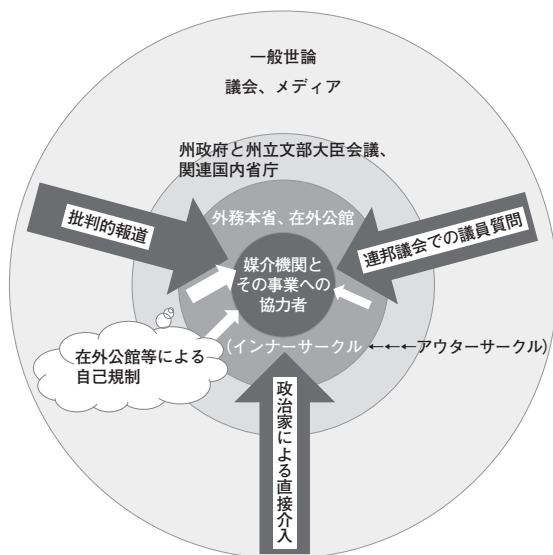 一般世論
議会、メディア
州政府と州立文部大臣会議、
関連国内省庁
批判的報道
外務本省、在外公館
連邦議会での議員質問
媒介機関と
その事業への
協力者
在外公館等による
自己規制
(インナーサークル ←←←アウターサークル)
政治家による直接介入